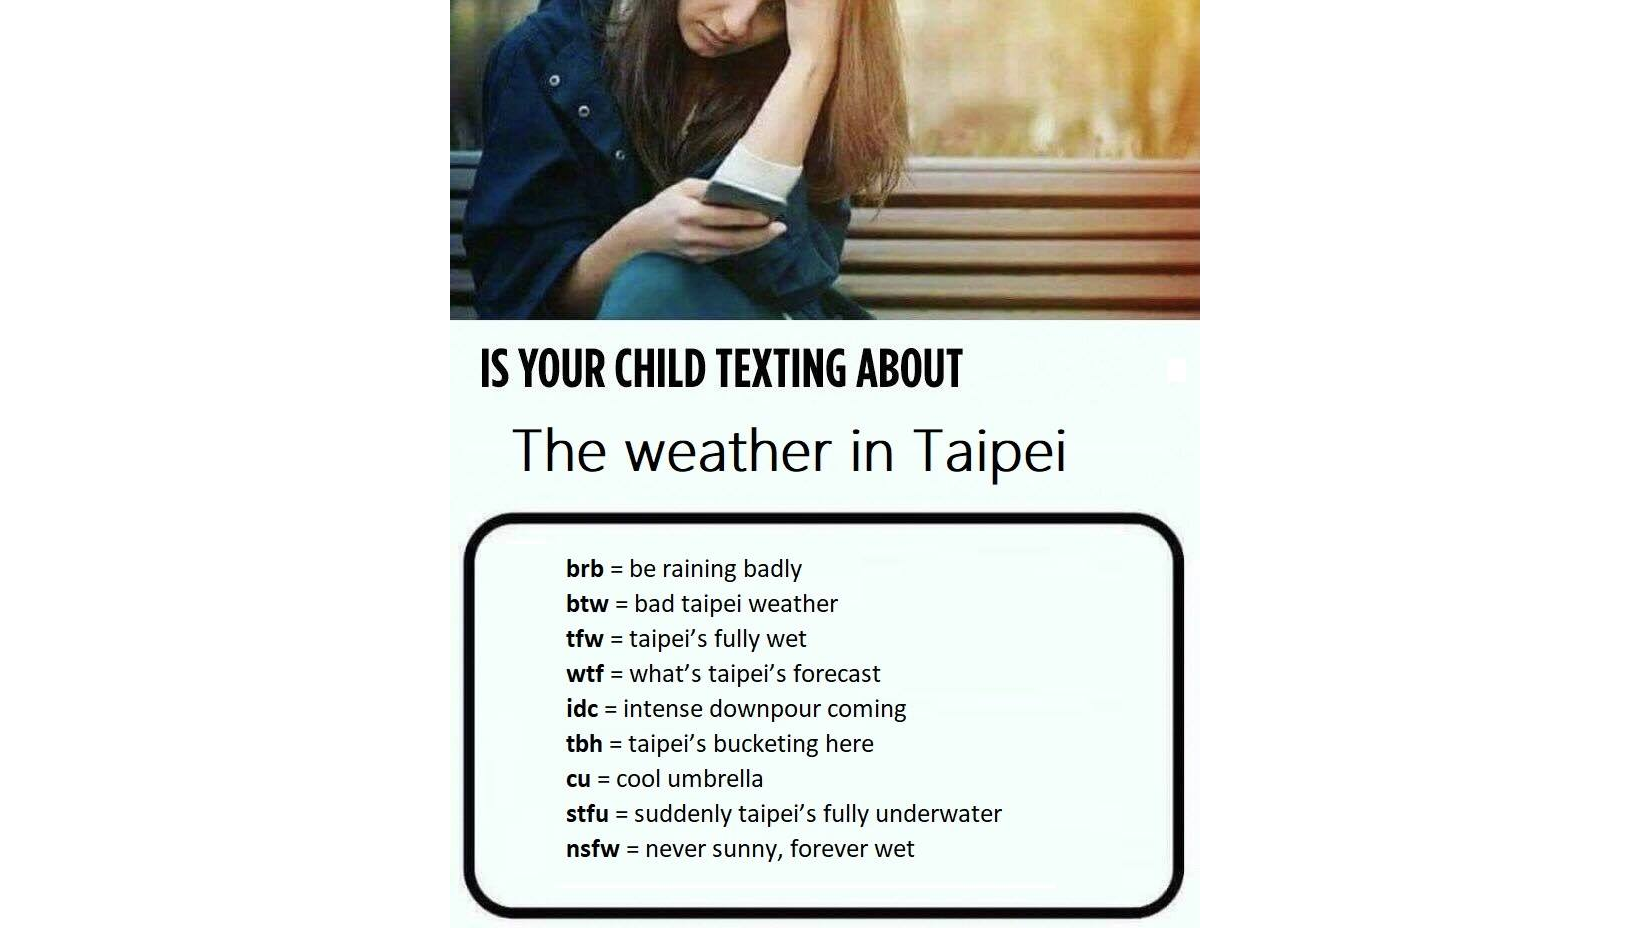 IS YOUR CHILD TEXTING ABOUT
The weather in Taipei
brb = be raining badly
btw = bad taipei weather
tfw = taipei’s fully wet
wtf = what’s taipei’s forecast
idc = intense downpour coming
tbh = taipei’s bucketing here
cu = cool umbrella
stfu = suddenly taipei’s fully underwater
nsfw = never sunny, forever wet